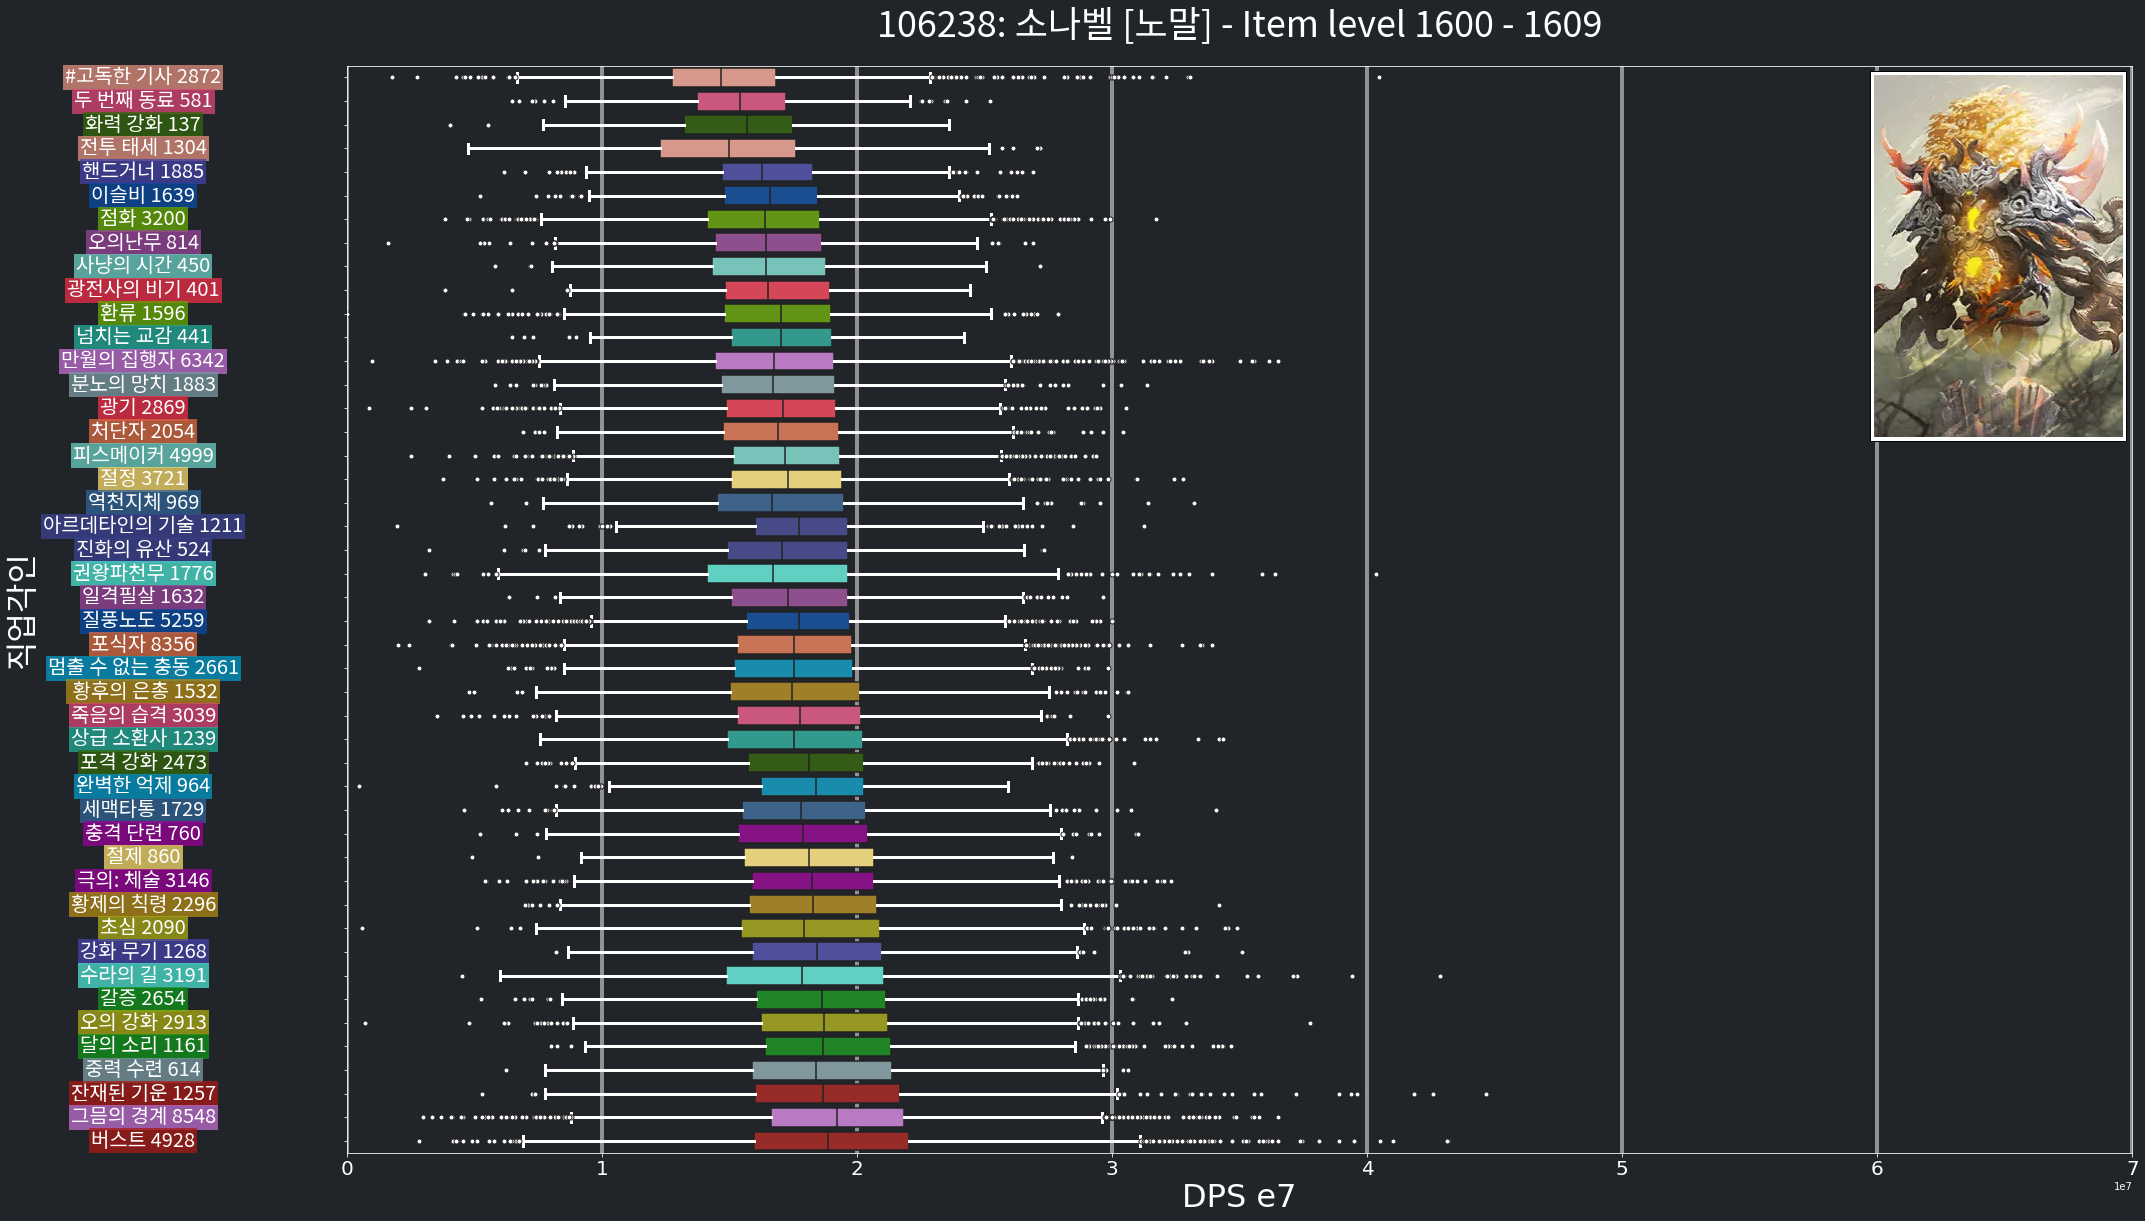 106238: 소나벨 [노말] - Item level 1600 - 1609
#고독한 기사 2872
두 번째 동료 581
화력 강화 137
전투 태세 1304
핸드거너 1885
이슬비 1639
점화 3200
오의난무 814
사냥의 시간 450
광전사의 비기 401
환류 1596
넘치는 교감 441
만월의 집행자 6342
분노의 망치 1883
광기 2869
처단자 2054
피스메이커 4999
절정 3721
역천지체 969
아르데타인의 기술 1211
진화의 유산 524
권왕파천무 1776
일격필살 1632
질풍노도 5259
포식자 8356
멈출 수 없는 충동 2661
황후의 은총 1532
죽음의 습격 3039
상급 소환사 1239
포격 강화 2473
완벽한 억제 964
세맥타통 1729
충격 단련 760
절제 860
극의: 체술 3146
황제의 칙령 2296
초심 2090
강화 무기 1268
수라의 길 3191
갈증 2654
오의 강화 2913
달의 소리 1161
중력 수련 614
잔재된 기운 1257
그믐의 경계 8548
버스트 4928
직업각인
0 1 2 3 4 5 6 7
DPS e7
1e7